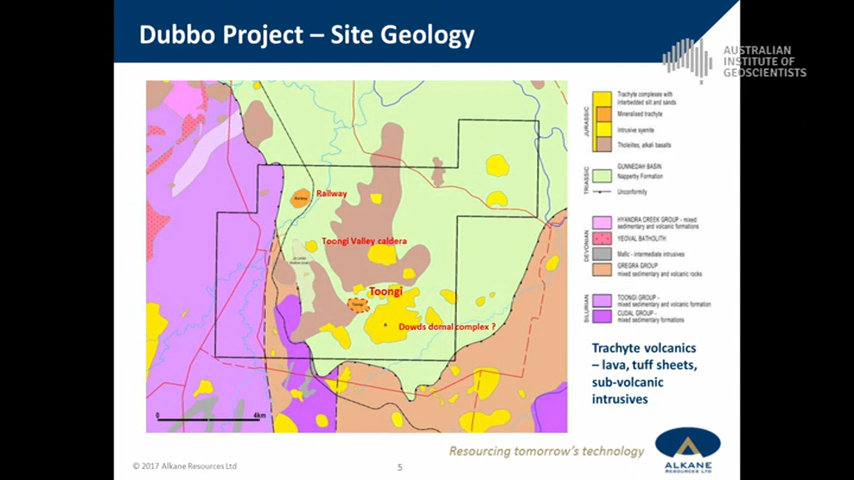 Dubbo Project – Site Geology
AUSTRALIAN
INSTITUTE OF
GEOSCIENTISTS
Railway
Railway
Toongi Valley caldera
Toongi
Toongi
Dowds domal complex ?
0
4km
JURASSIC
Trachyte complexes with
interbedded silt and sands
Mineralised trachyte
Intrusive syenite
Tholeiites, alkali basalts
TRIASSIC
GUNNEDAH BASIN
Napperby Formation
Unconformity
DEVONIAN
HYANDRA CREEK GROUP - mixed
sedimentary and volcanic formations
YEOVAL BATHOLITH
Mafic - intermediate intrusives
GREGRA GROUP
mixed sedimentary and volcanic rocks
SILURIAN
TOONGI GROUP -
mixed sedimentary and volcanic formation
CUDAL GROUP -
mixed sedimentary formations
Trachyte volcanics
– lava, tuff sheets,
sub-volcanic
intrusives
Resourcing tomorrow's technology
ALKANE
RESOURCES LTD
© 2017 Alkane Resources Ltd
5